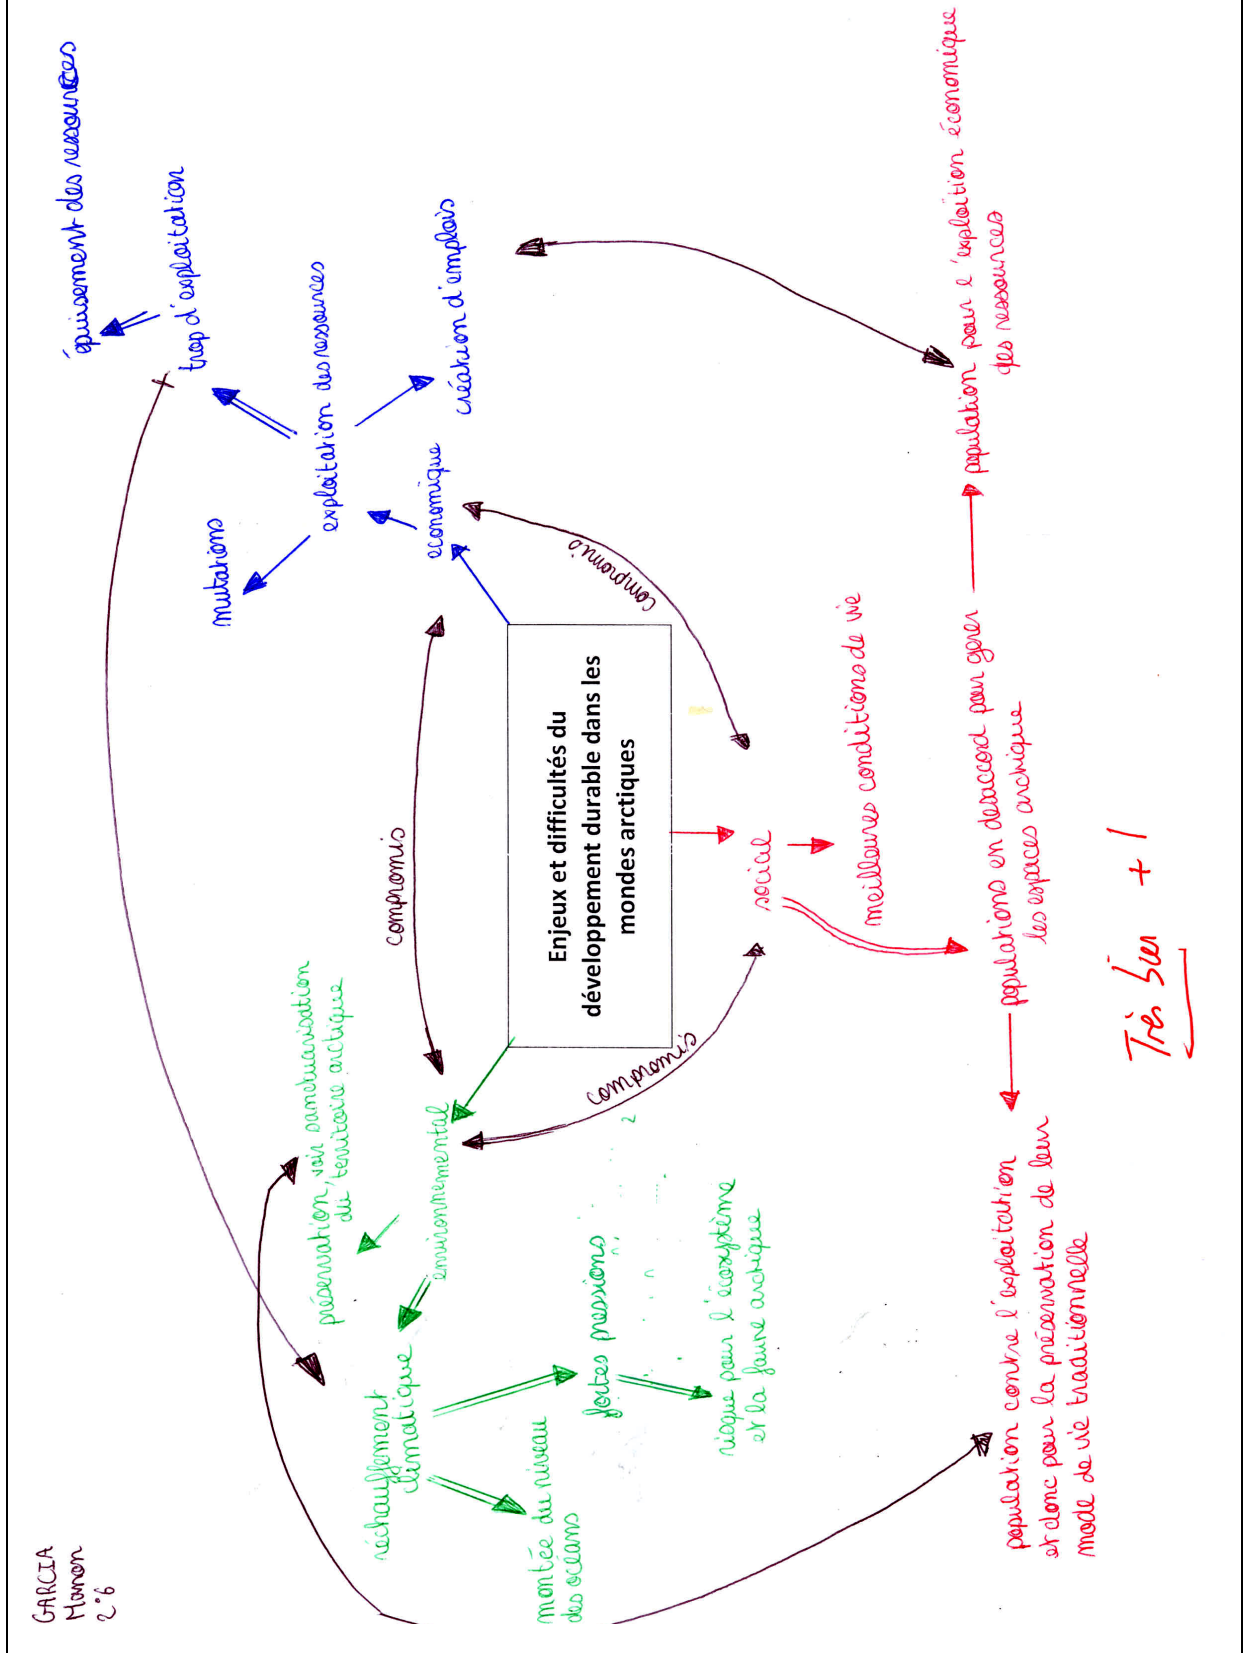 GARCIA
Manon
2°6
Enjeux et difficultés du
développement durable dans les
mondes arctiques
environnemental
préservation, voir sanctuarisation
du territoire arctique
réchauffement
climatique
montée du niveau
des océans
fortes pressions
risque pour l'écosystème
et la faune arctique
compromis
economique
exploitation des ressources
mutations
trop d'exploitation
épuisement des ressources
création d'emplois
compromis
compromis
social
meilleures conditions de vie
populations en desaccord pour gerer
les espaces arctique
population contre l'exploitation
et donc pour la préservation de leur
mode de vie traditionnelle
population pour l'exploition économique
des ressources
Très bien +1